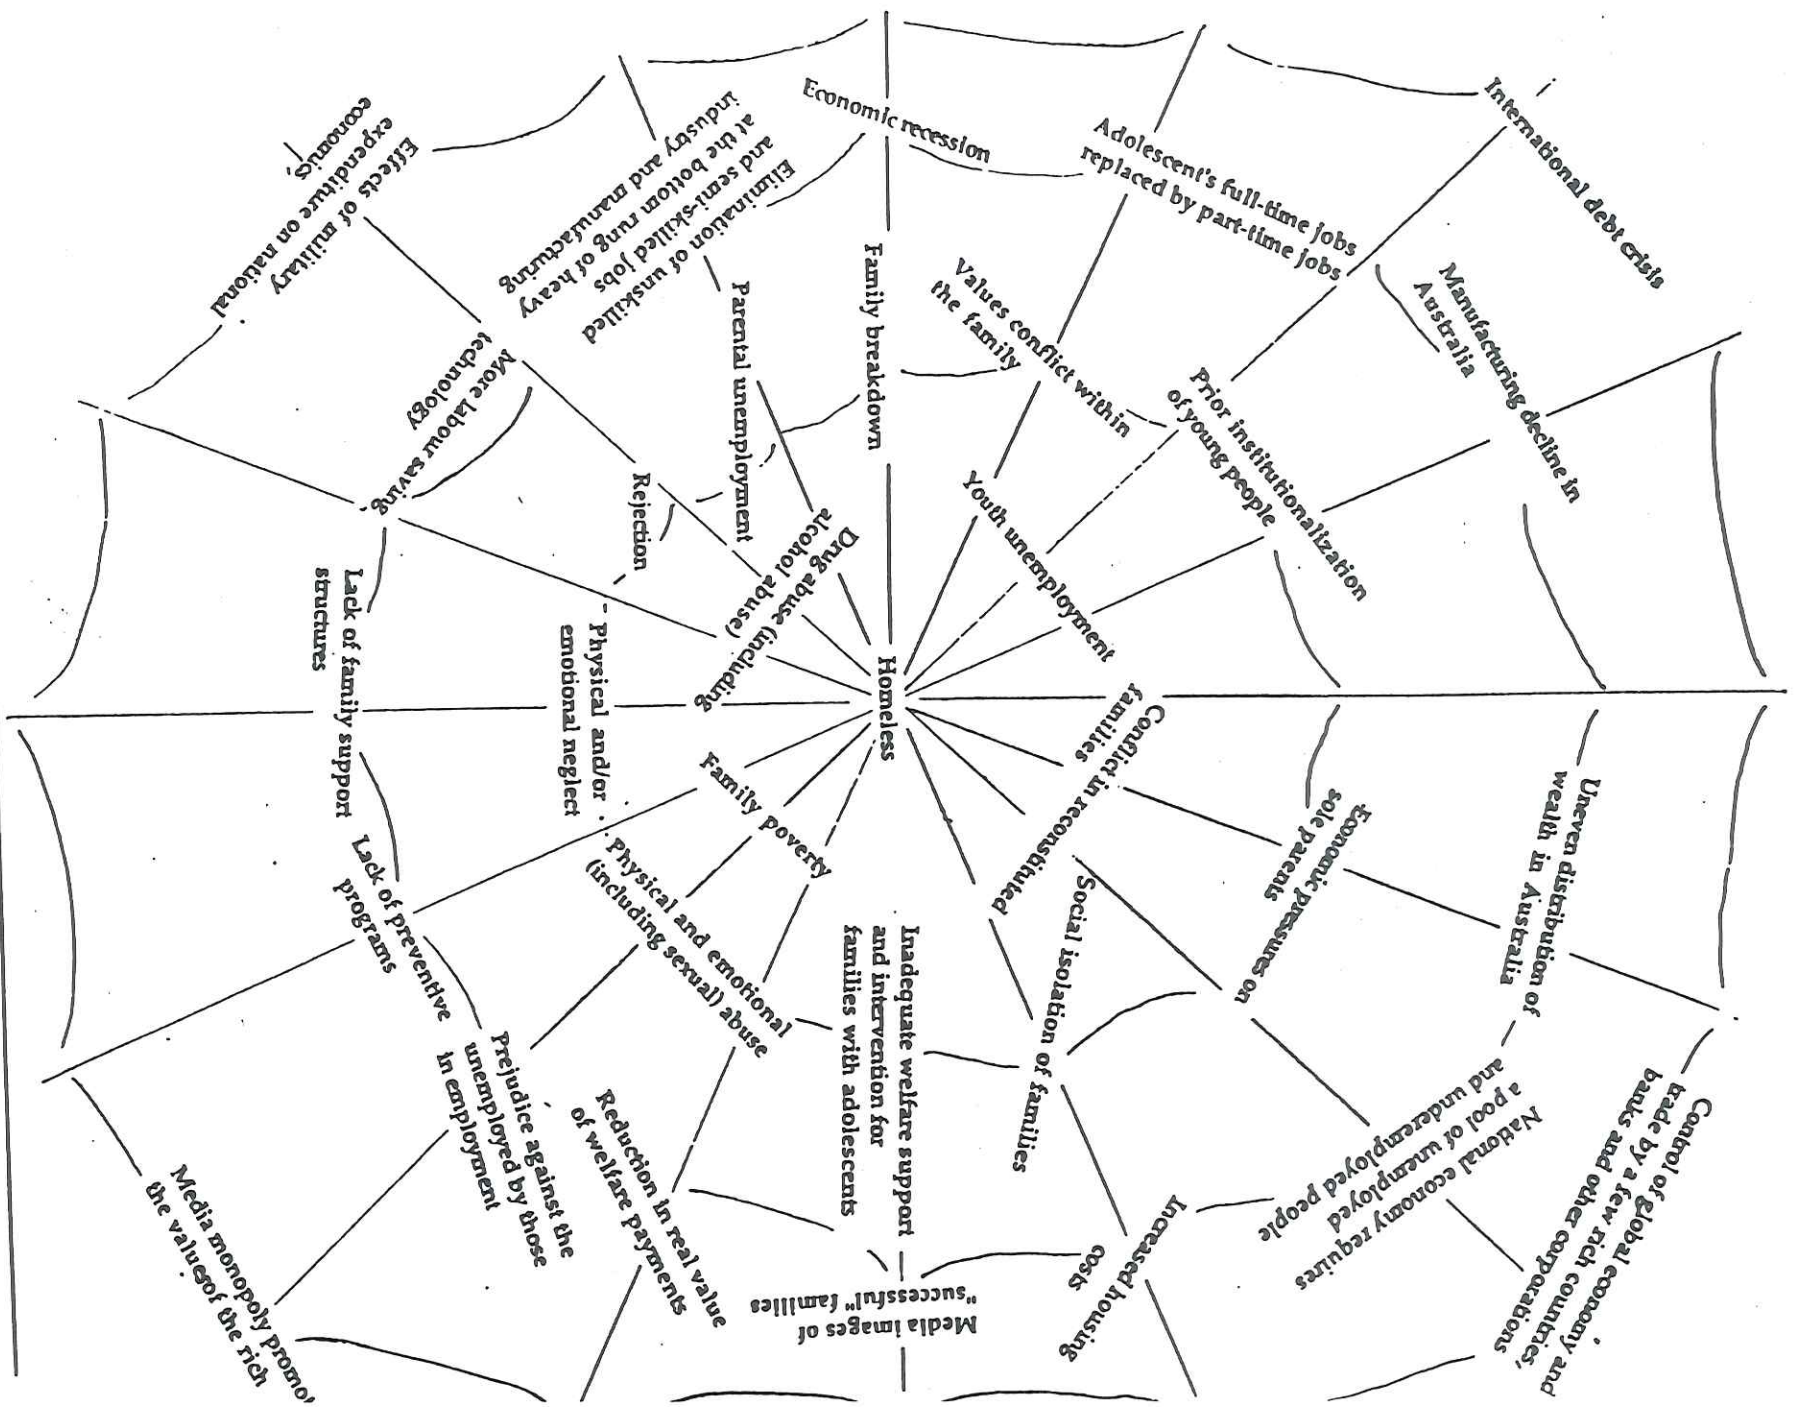 Homeless
Youth unemployment
Conflict in reconstituted
families
Family poverty
Drug abuse (including
alcohol abuse)
Family breakdown
Values conflict within
the family
Prior institutionalization
of young people
Economic pressures on
sole parents
Social isolation of families
Inadequate welfare support
and intervention for
families with adolescents
Physical and emotional
(including sexual) abuse
Physical and/or
emotional neglect
Rejection
Parental unemployment
Economic recession
Adolescent's full-time jobs
replaced by part-time jobs
Manufacturing decline in
Australia
Uneven distribution of
wealth in Australia
National economy requires
a pool of unemployed
and underemployed people
Increased housing
costs
Media images of
"successful" families
Reduction in real value
of welfare payments
Prejudice against the
unemployed by those
in employment
Lack of preventive
programs
Lack of family support
structures
More labour saving
technology
Elimination of unskilled
and semi-skilled jobs
at the bottom rung of heavy
industry and manufacturing
International debt crisis
Control of global economy and
trade by a few rich countries,
banks and other corporations
Media monopoly promo
the values of the rich
Effects of military
expenditure on national
economics,